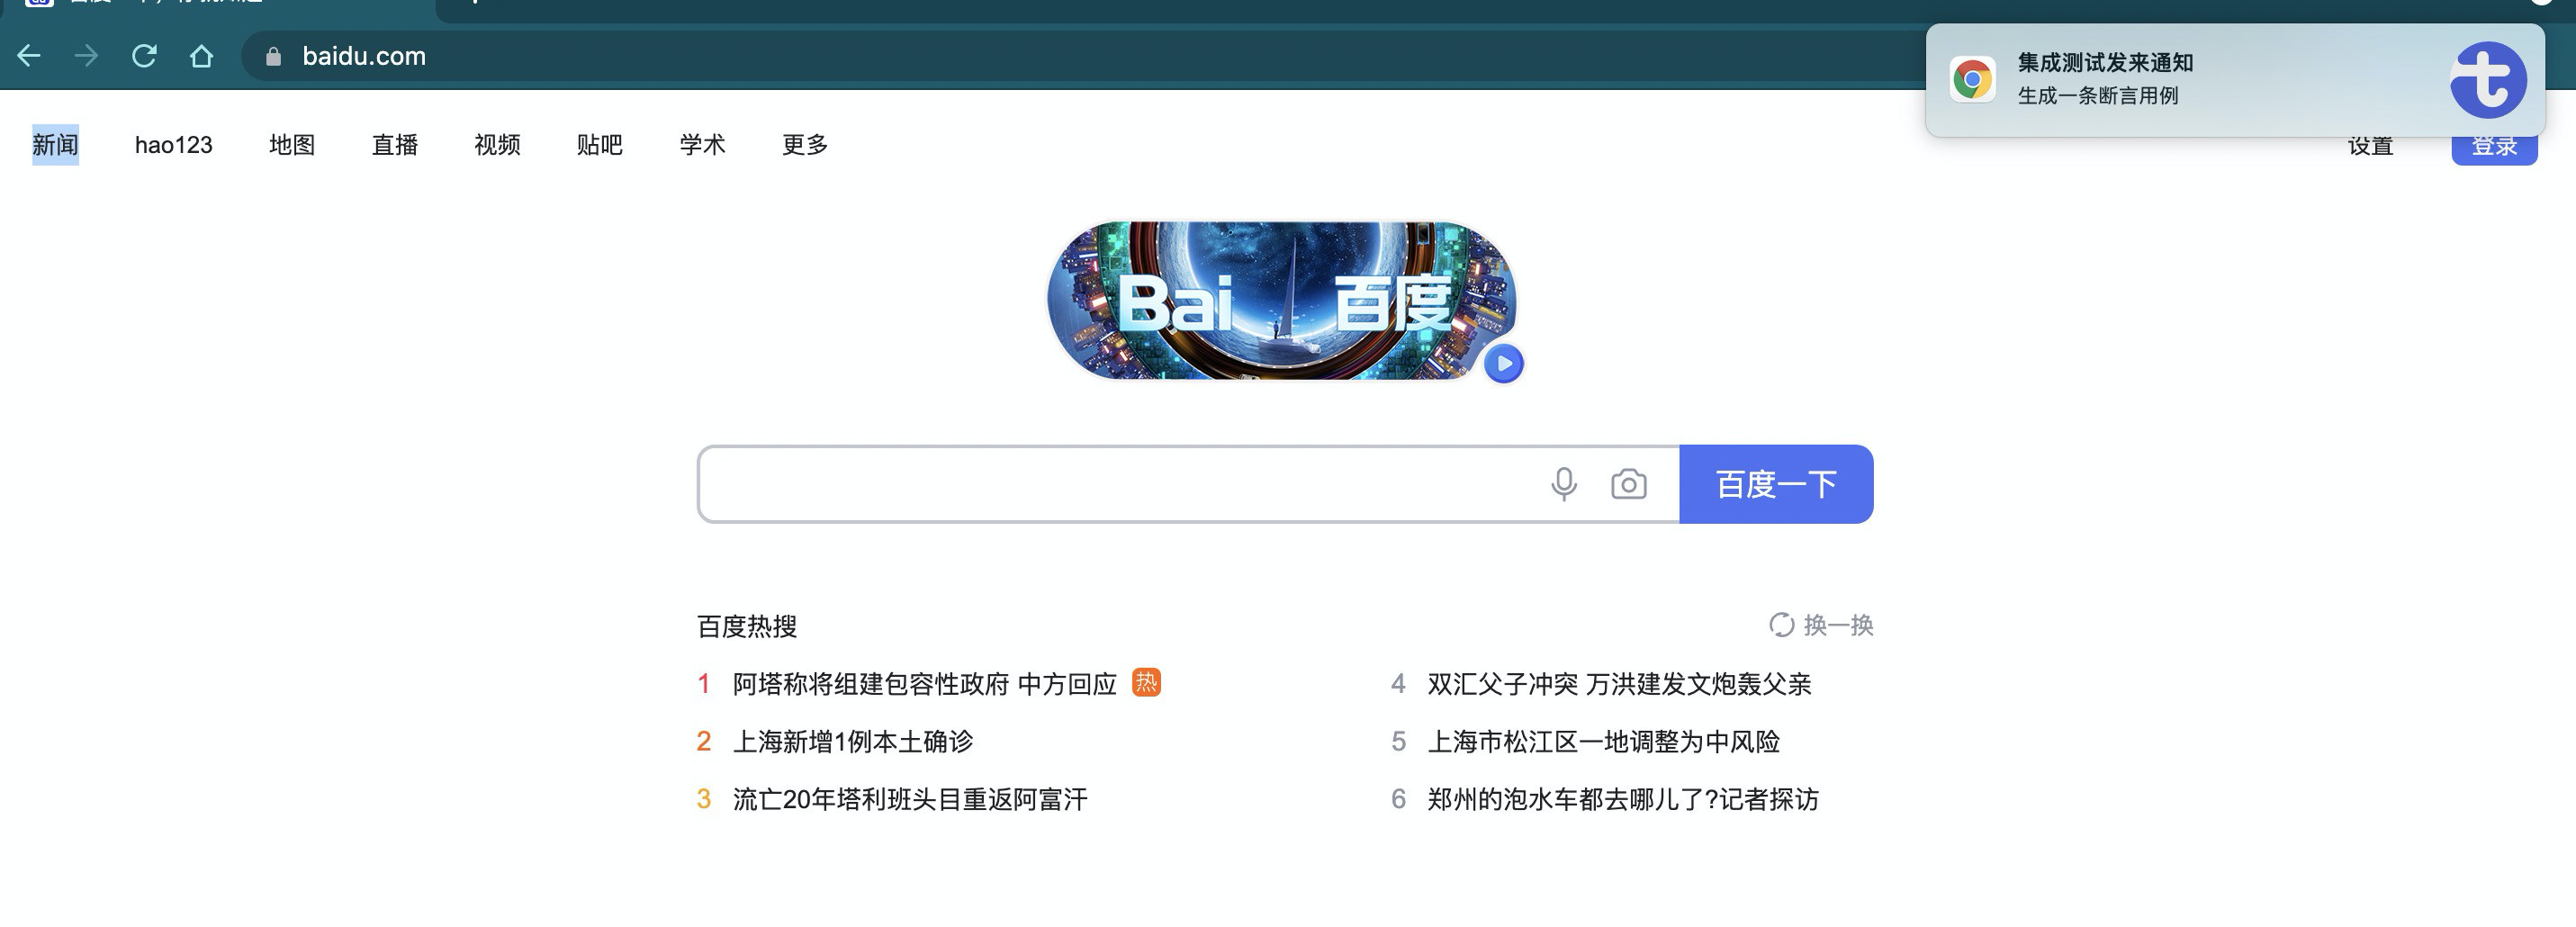 baidu.com
集成测试发来通知
生成一条断言用例
新闻 hao123 地图 直播 视频 贴吧 学术 更多 设置 登录
Bai 百度
百度一下
百度热搜 换一换
1 阿塔称将组建包容性政府 中方回应 热
4 双汇父子冲突 万洪建发文炮轰父亲
2 上海新增1例本土确诊
5 上海市松江区一地调整为中风险
3 流亡20年塔利班头目重返阿富汗
6 郑州的泡水车都去哪儿了?记者探访